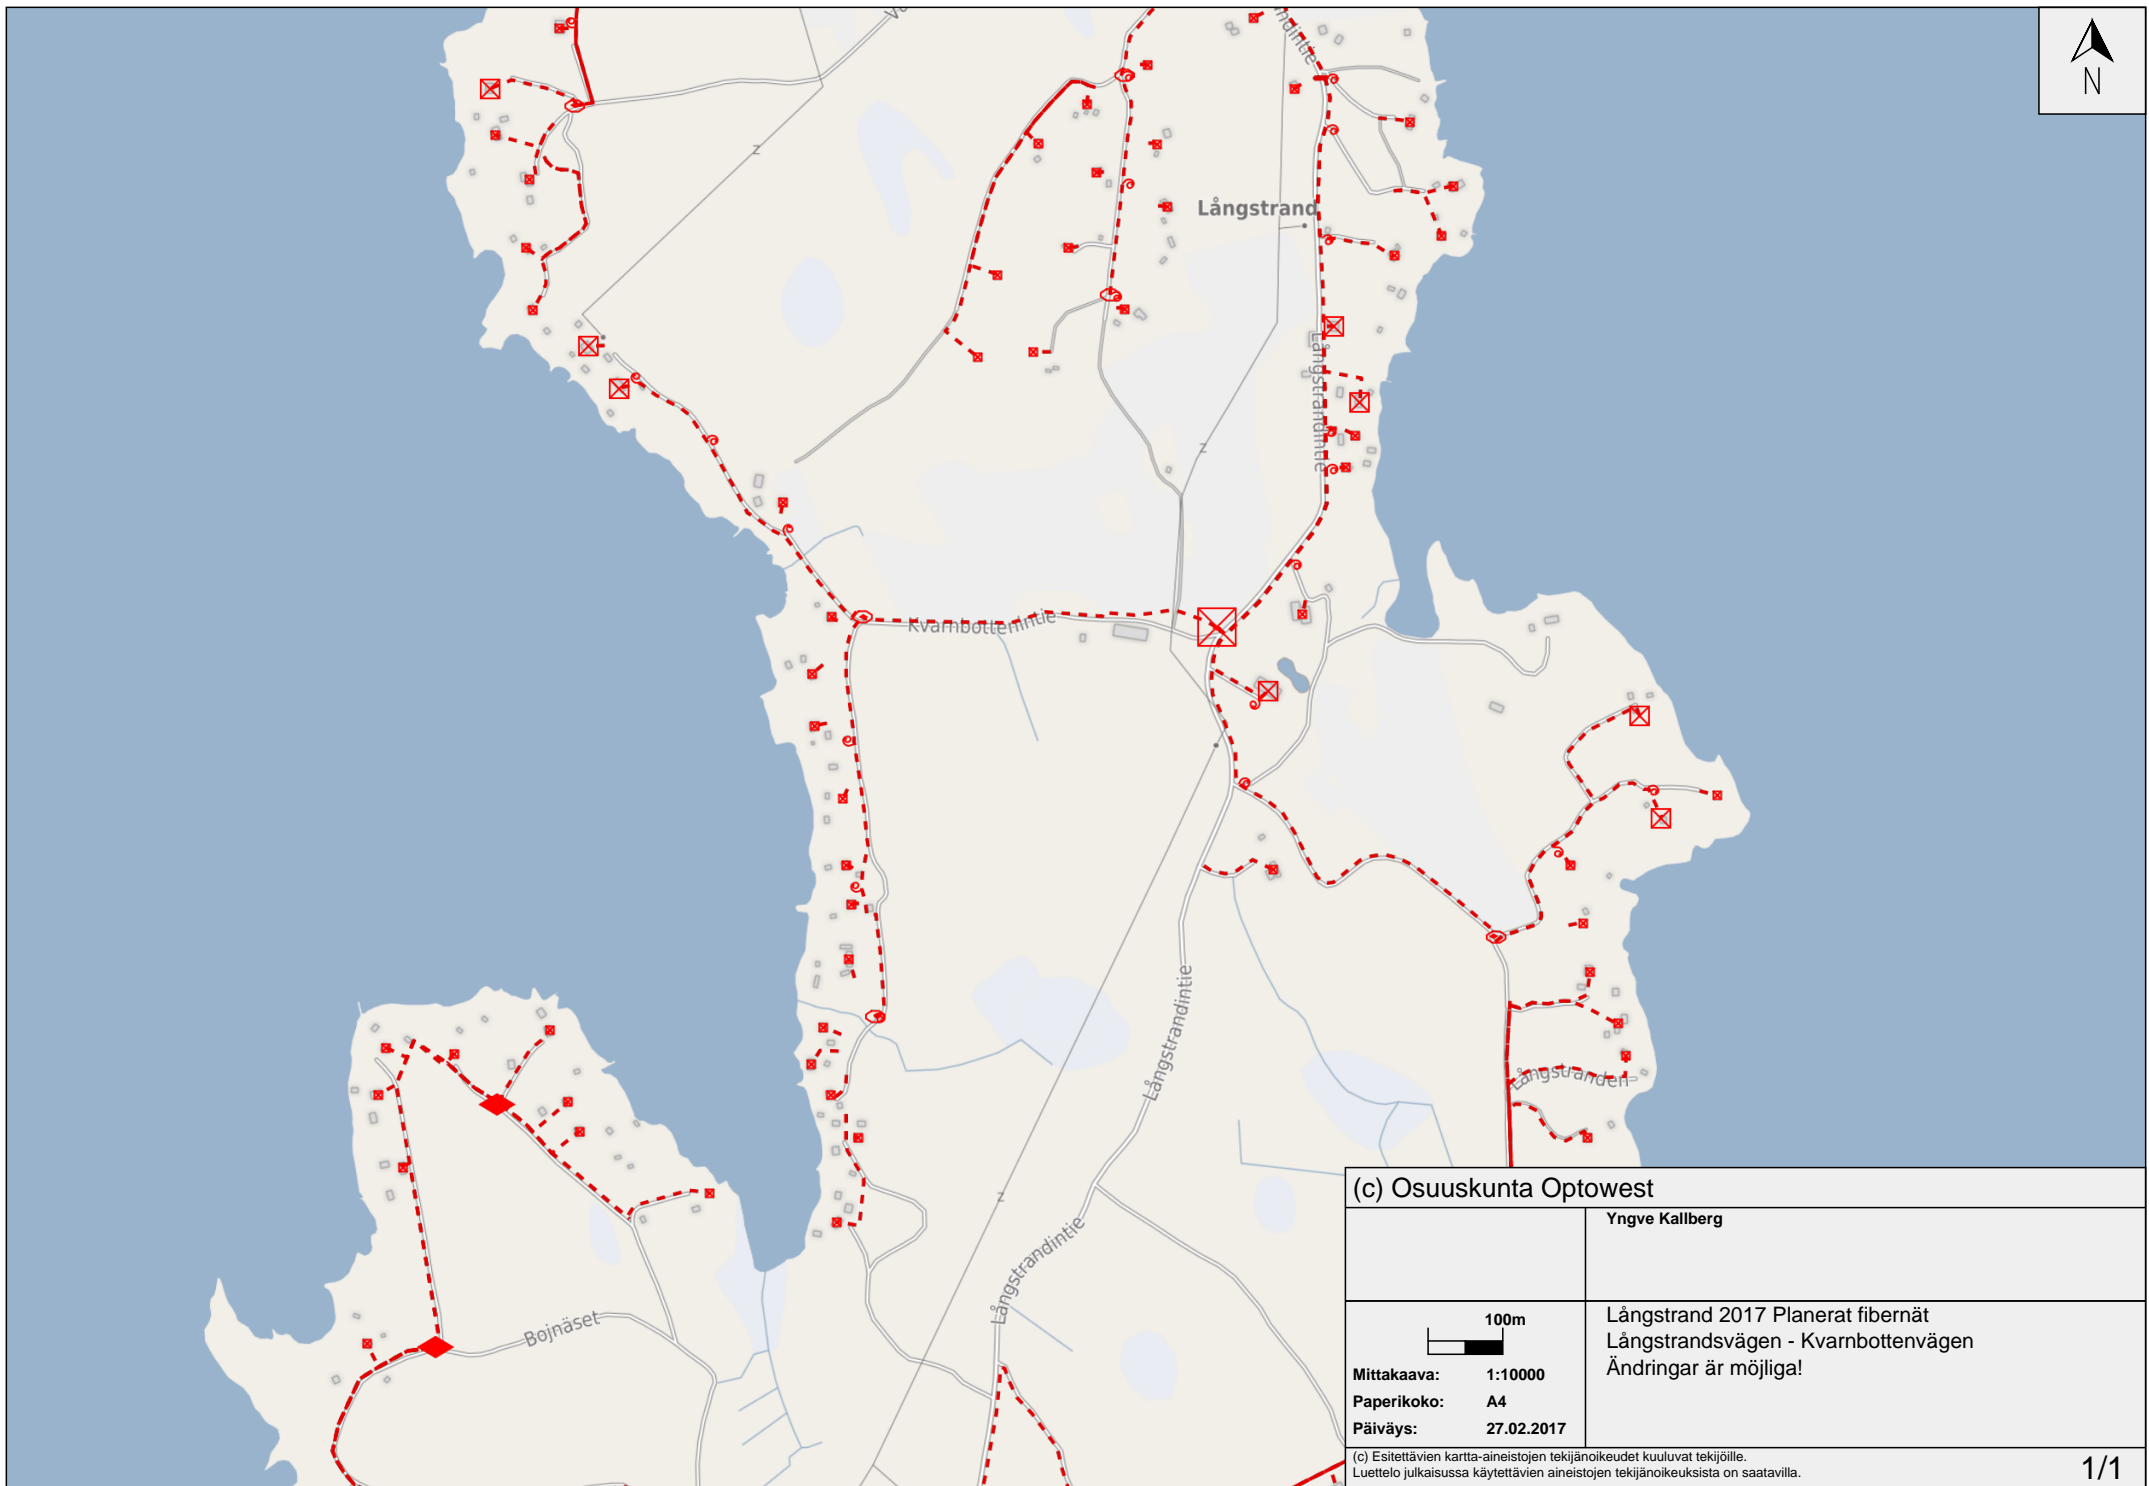 N
ndintie
z
Långstrand
Långstrandintie
z
Kvarnbottenintie
Långstrandintie
Långstranden
z
Långstrandintie
Bojnäset
(c) Osuuskunta Optowest
Yngve Kallberg
100m
Långstrand 2017 Planerat fibernät
Långstrandsvägen - Kvarnbottenvägen
Ändringar är möjliga!
Mittakaava: 1:10000
Paperikoko: A4
Päiväys: 27.02.2017
(c) Esitettävien kartta-aineistojen tekijänoikeudet kuuluvat tekijöille.
Luettelo julkaisussa käytettävien aineistojen tekijänoikeuksista on saatavilla.
1/1